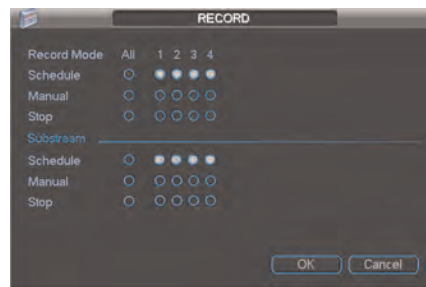 RECORD
Record Mode All 1 2 3 4
Schedule
Manual
Stop
Substream
Schedule
Manual
Stop
OK Cancel